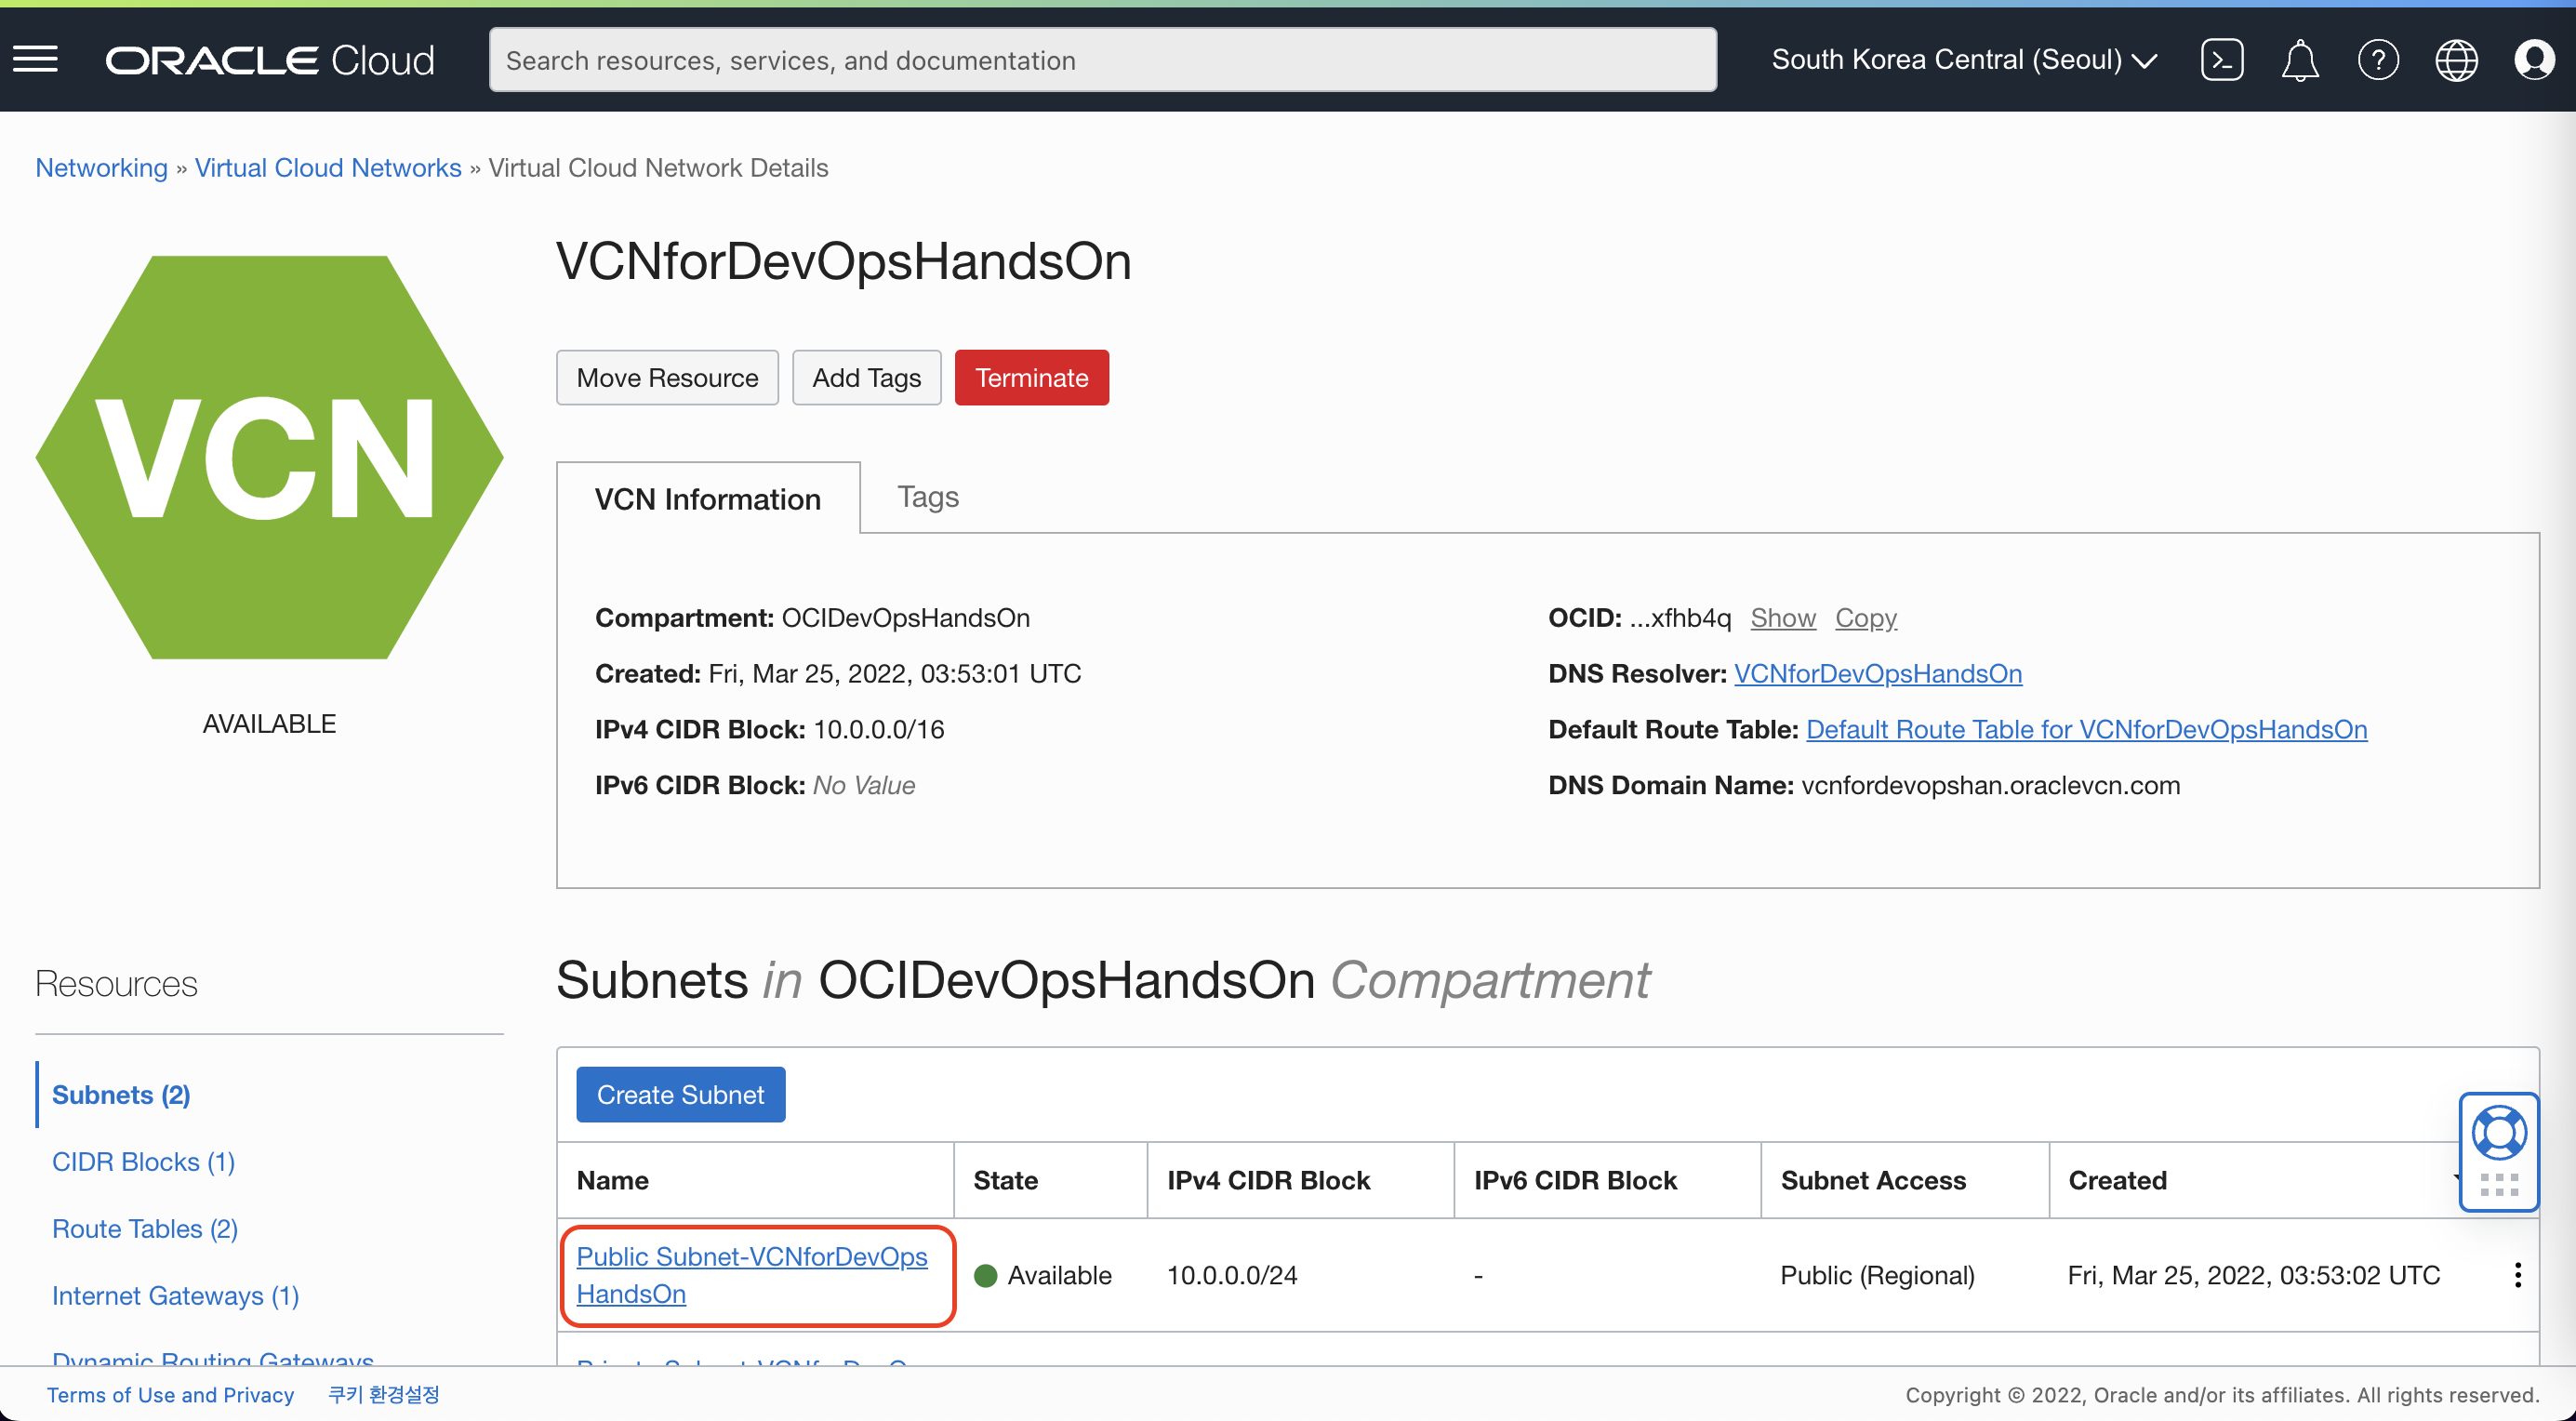 ORACLE Cloud
Search resources, services, and documentation
South Korea Central (Seoul)
Networking » Virtual Cloud Networks » Virtual Cloud Network Details
VCN
AVAILABLE
VCNforDevOpsHandsOn
Move Resource
Add Tags
Terminate
VCN Information
Tags
Compartment: OCIDevOpsHandsOn
Created: Fri, Mar 25, 2022, 03:53:01 UTC
IPv4 CIDR Block: 10.0.0.0/16
IPv6 CIDR Block: No Value
OCID: ...xfhb4q Show Copy
DNS Resolver: VCNforDevOpsHandsOn
Default Route Table: Default Route Table for VCNforDevOpsHandsOn
DNS Domain Name: vcnfordevopshan.oraclevcn.com
Resources
Subnets (2)
CIDR Blocks (1)
Route Tables (2)
Internet Gateways (1)
Dynamic Routing Gateways
Subnets in OCIDevOpsHandsOn Compartment
Create Subnet
Name State IPv4 CIDR Block IPv6 CIDR Block Subnet Access Created
Public Subnet-VCNforDevOps
HandsOn
Available 10.0.0.0/24 - Public (Regional) Fri, Mar 25, 2022, 03:53:02 UTC
Terms of Use and Privacy 쿠키 환경설정
Copyright © 2022, Oracle and/or its affiliates. All rights reserved.